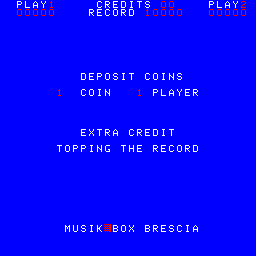 PLAY1 CREDITS 00 PLAY2
00000 RECORD 10000 00000
DEPOSIT COINS
1 COIN 1 PLAYER
EXTRA CREDIT
TOPPING THE RECORD
MUSIK BOX BRESCIA